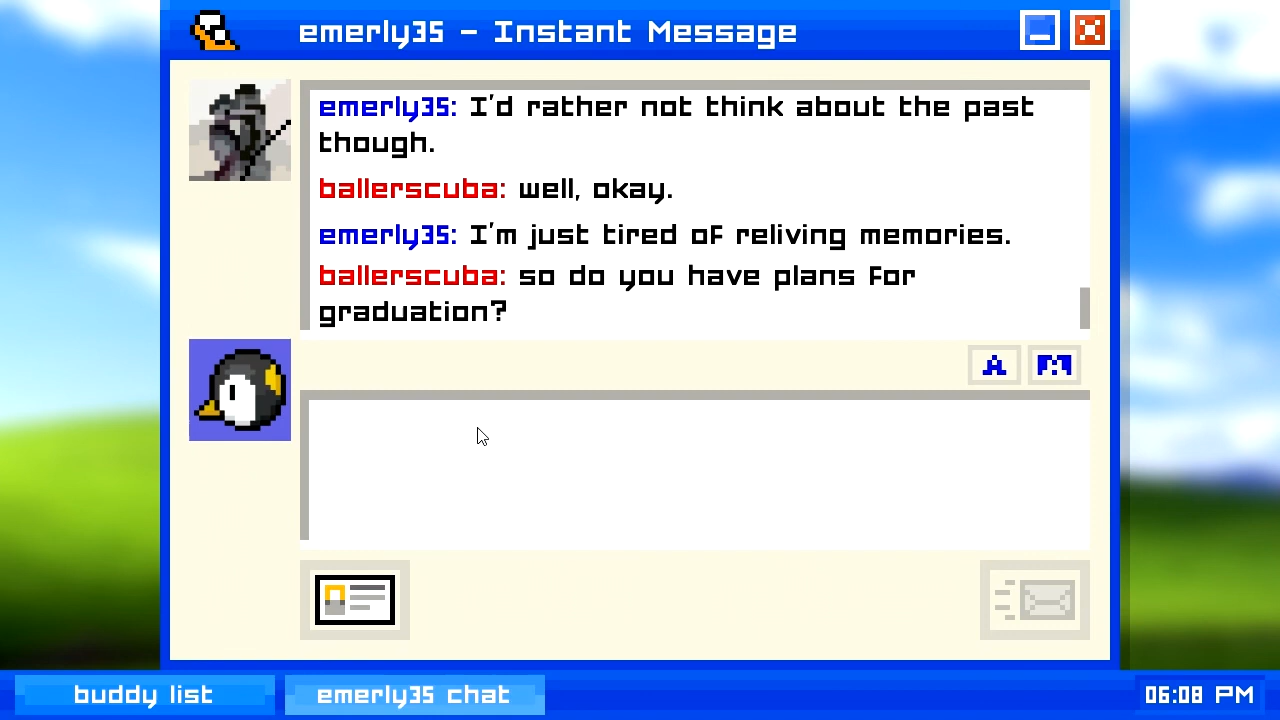 emerly35 - Instant Message
emerly35: I'd rather not think about the past
though.
ballerscuba: well, okay.
emerly35: I'm just tired of reliving memories.
ballerscuba: so do you have plans for
graduation?
A
buddy list
emerly35 chat
06:08 PM